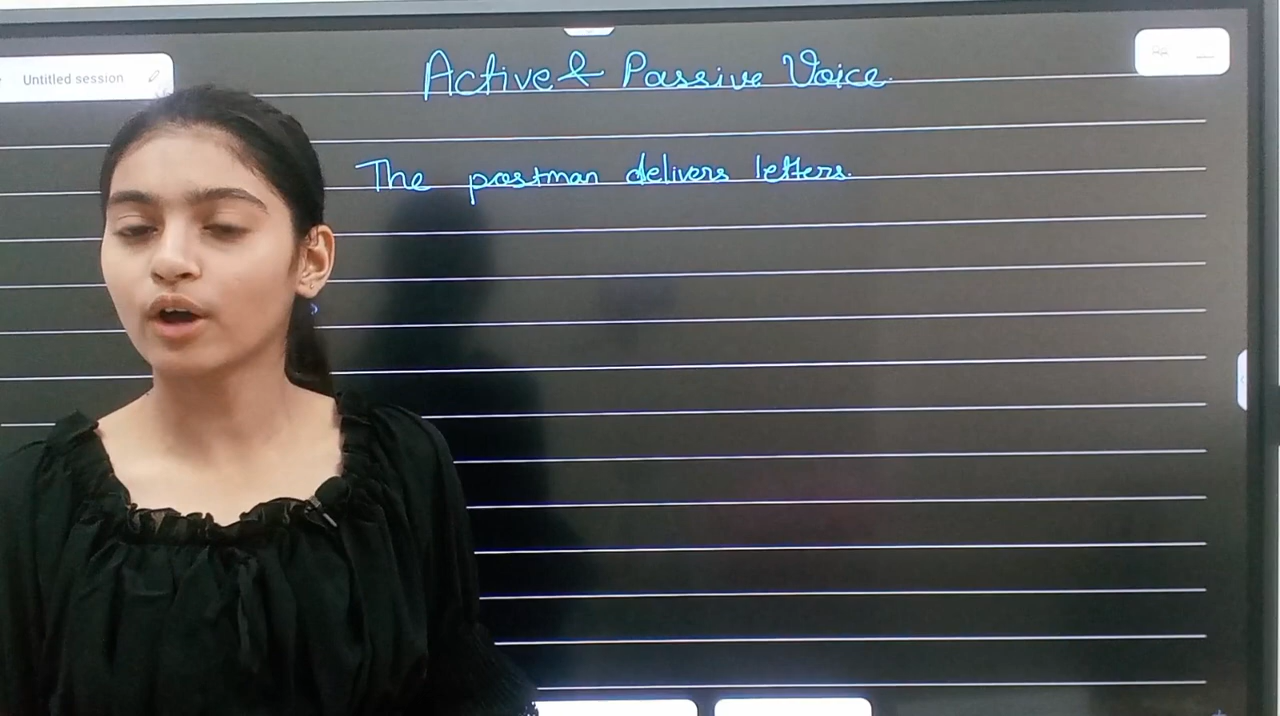 Untitled session
Active & Passive Voice.
The postman delivers letters.